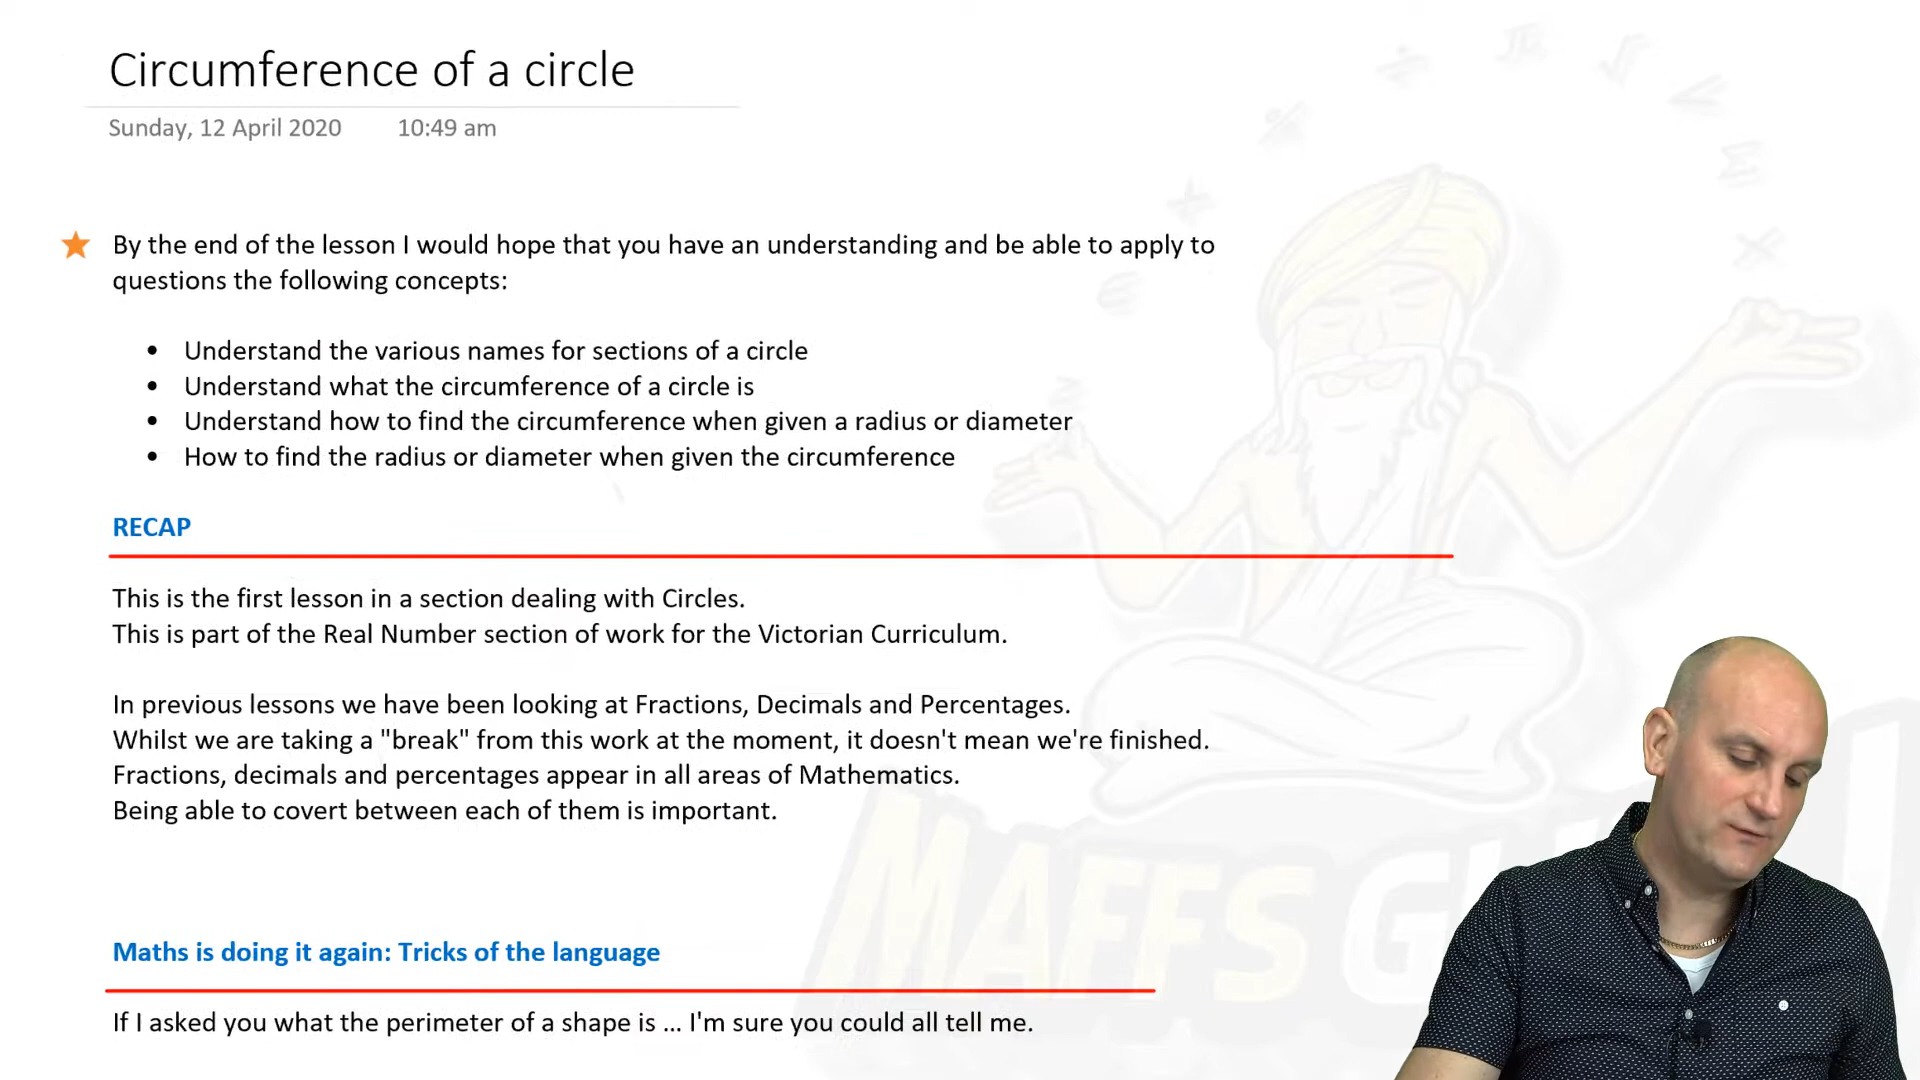 Circumference of a circle
Sunday, 12 April 2020 10:49 am
By the end of the lesson I would hope that you have an understanding and be able to apply to
questions the following concepts:
• Understand the various names for sections of a circle
• Understand what the circumference of a circle is
• Understand how to find the circumference when given a radius or diameter
• How to find the radius or diameter when given the circumference
RECAP
This is the first lesson in a section dealing with Circles.
This is part of the Real Number section of work for the Victorian Curriculum.
In previous lessons we have been looking at Fractions, Decimals and Percentages.
Whilst we are taking a "break" from this work at the moment, it doesn't mean we're finished.
Fractions, decimals and percentages appear in all areas of Mathematics.
Being able to covert between each of them is important.
MAFFS
Maths is doing it again: Tricks of the language
If I asked you what the perimeter of a shape is ... I'm sure you could all tell me.